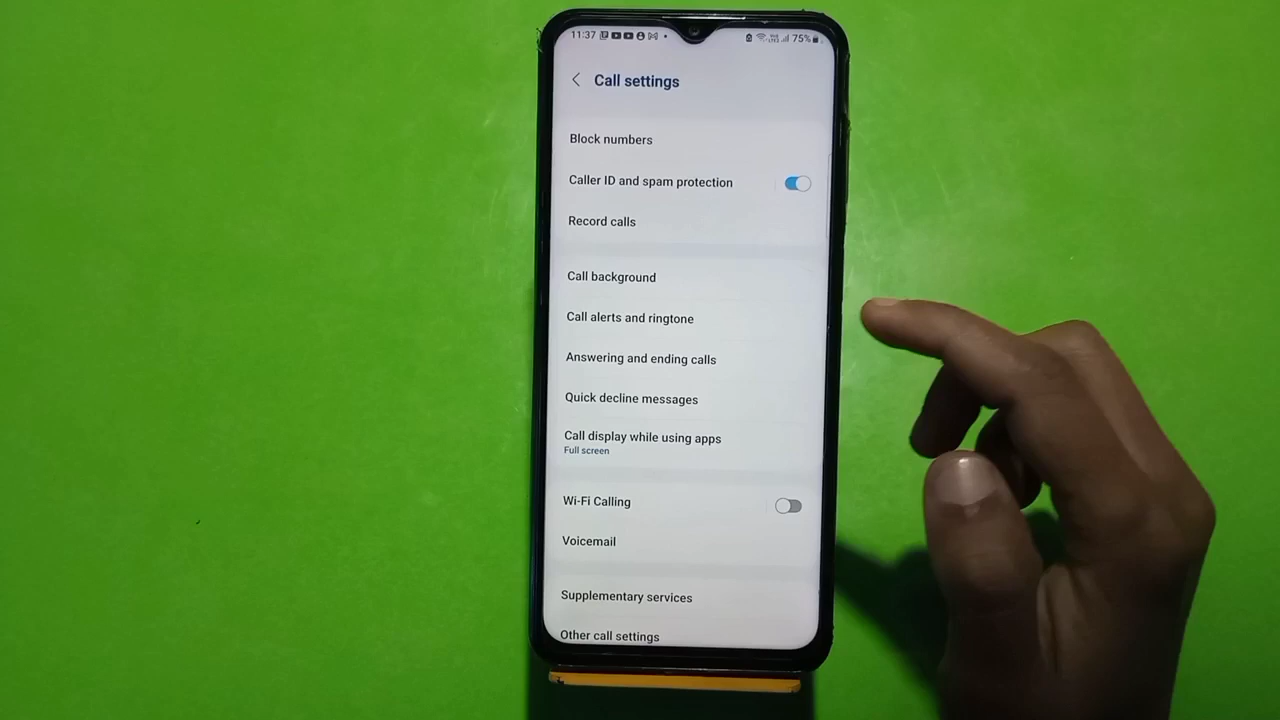 11:37 75%
Call settings
Block numbers
Caller ID and spam protection
Record calls
Call background
Call alerts and ringtone
Answering and ending calls
Quick decline messages
Call display while using apps
Full screen
Wi-Fi Calling
Voicemail
Supplementary services
Other call settings